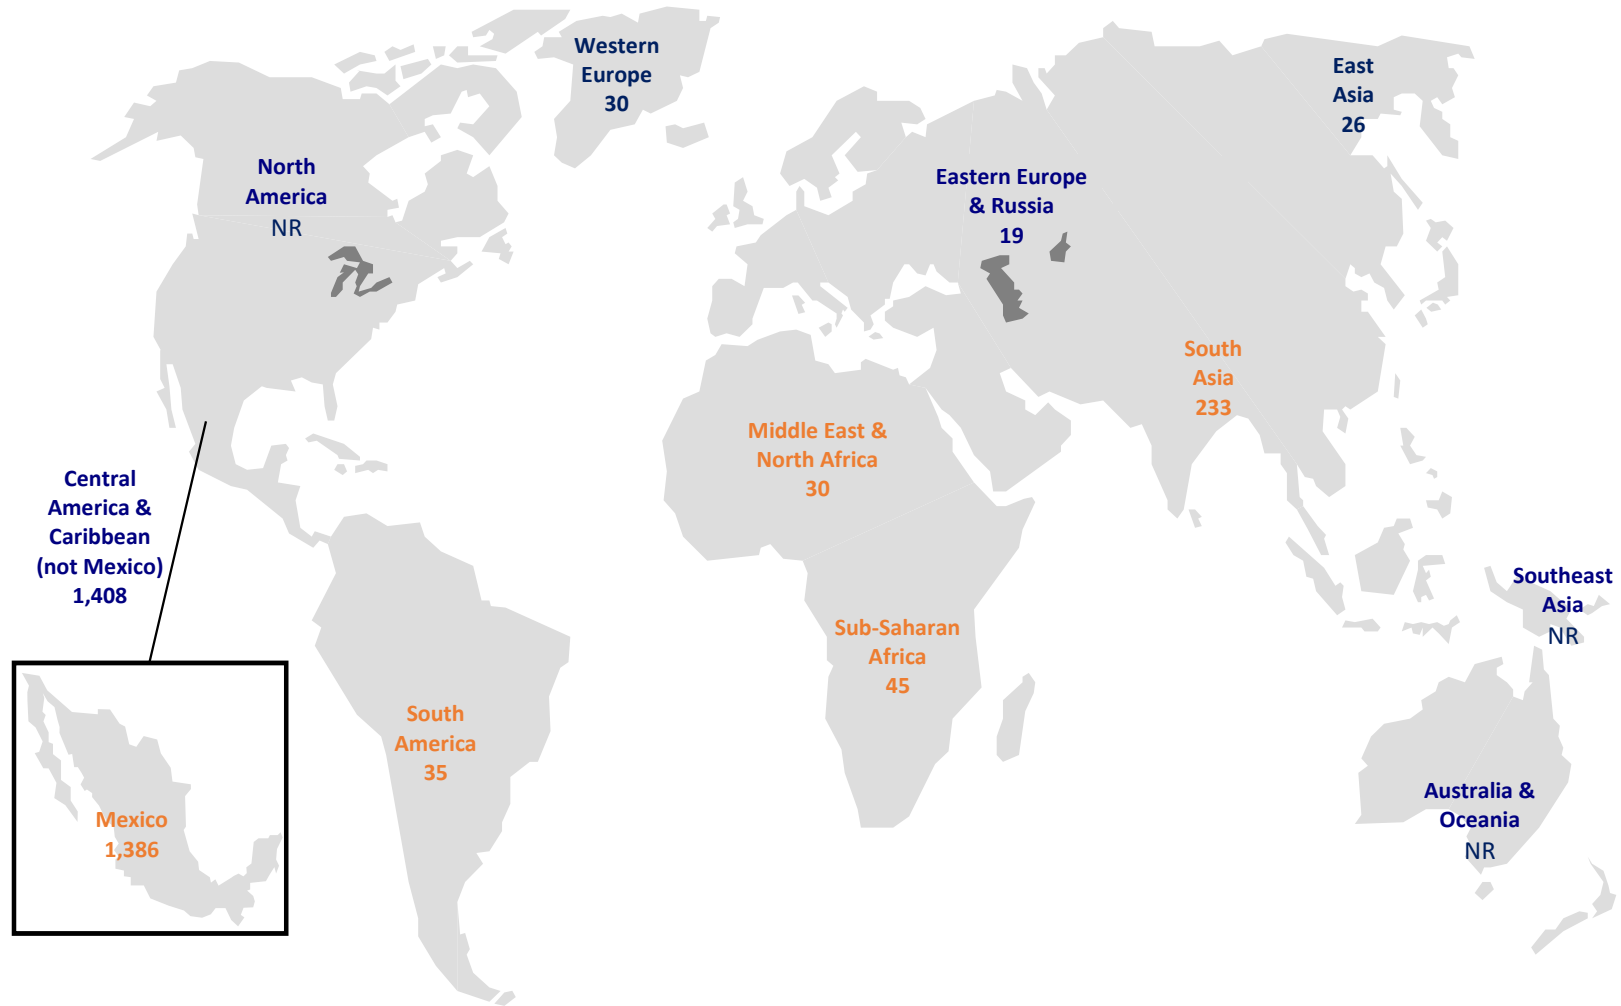 Western
Europe
30
East
Asia
26
North
America
NR
Eastern Europe
& Russia
19
South
Asia
233
Middle East &
North Africa
30
Central
America &
Caribbean
(not Mexico)
1,408
Southeast
Asia
NR
Sub-Saharan
Africa
45
South
America
35
Mexico
1,386
Australia &
Oceania
NR